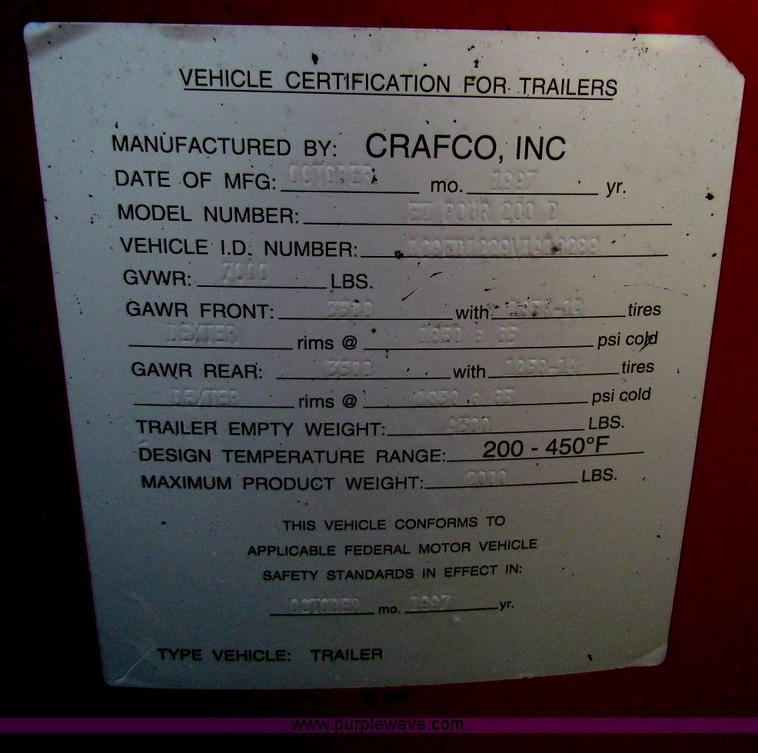 VEHICLE CERTIFICATION FOR TRAILERS
MANUFACTURED BY: CRAFCO, INC
DATE OF MFG: OCTOBER mo. 1997 yr.
MODEL NUMBER: EZ POUR 200 D
VEHICLE I.D. NUMBER:
GVWR: 7000 LBS.
GAWR FRONT: 3500 with tires
DEXTER rims @ psi cold
GAWR REAR: 3500 with tires
DEXTER rims @ psi cold
TRAILER EMPTY WEIGHT: LBS.
DESIGN TEMPERATURE RANGE: 200 - 450°F
MAXIMUM PRODUCT WEIGHT: 2000 LBS.
THIS VEHICLE CONFORMS TO
APPLICABLE FEDERAL MOTOR VEHICLE
SAFETY STANDARDS IN EFFECT IN:
OCTOBER mo. 1997 yr.
TYPE VEHICLE: TRAILER
www.purplewave.com